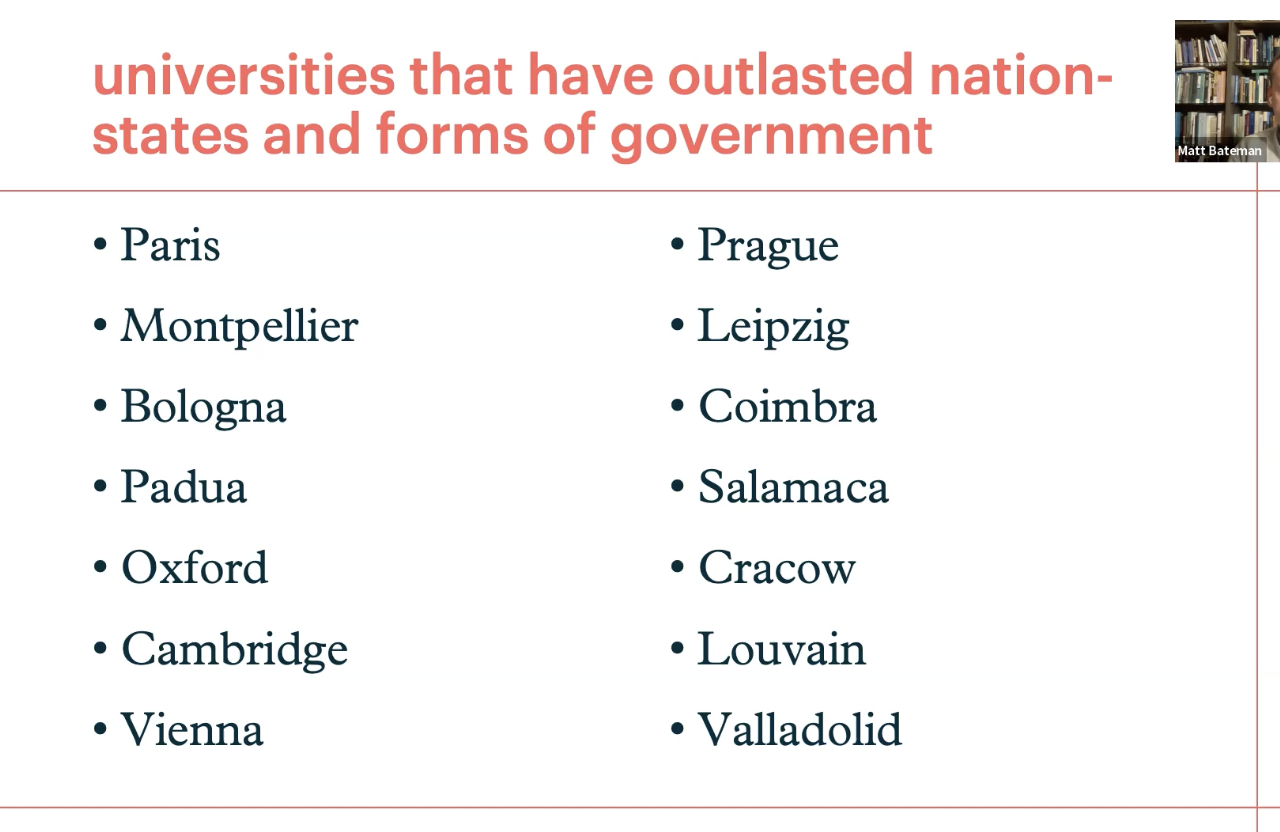 universities that have outlasted nation-
states and forms of government
Matt Bateman
• Paris
• Montpellier
• Bologna
• Padua
• Oxford
• Cambridge
• Vienna
• Prague
• Leipzig
• Coimbra
• Salamaca
• Cracow
• Louvain
• Valladolid